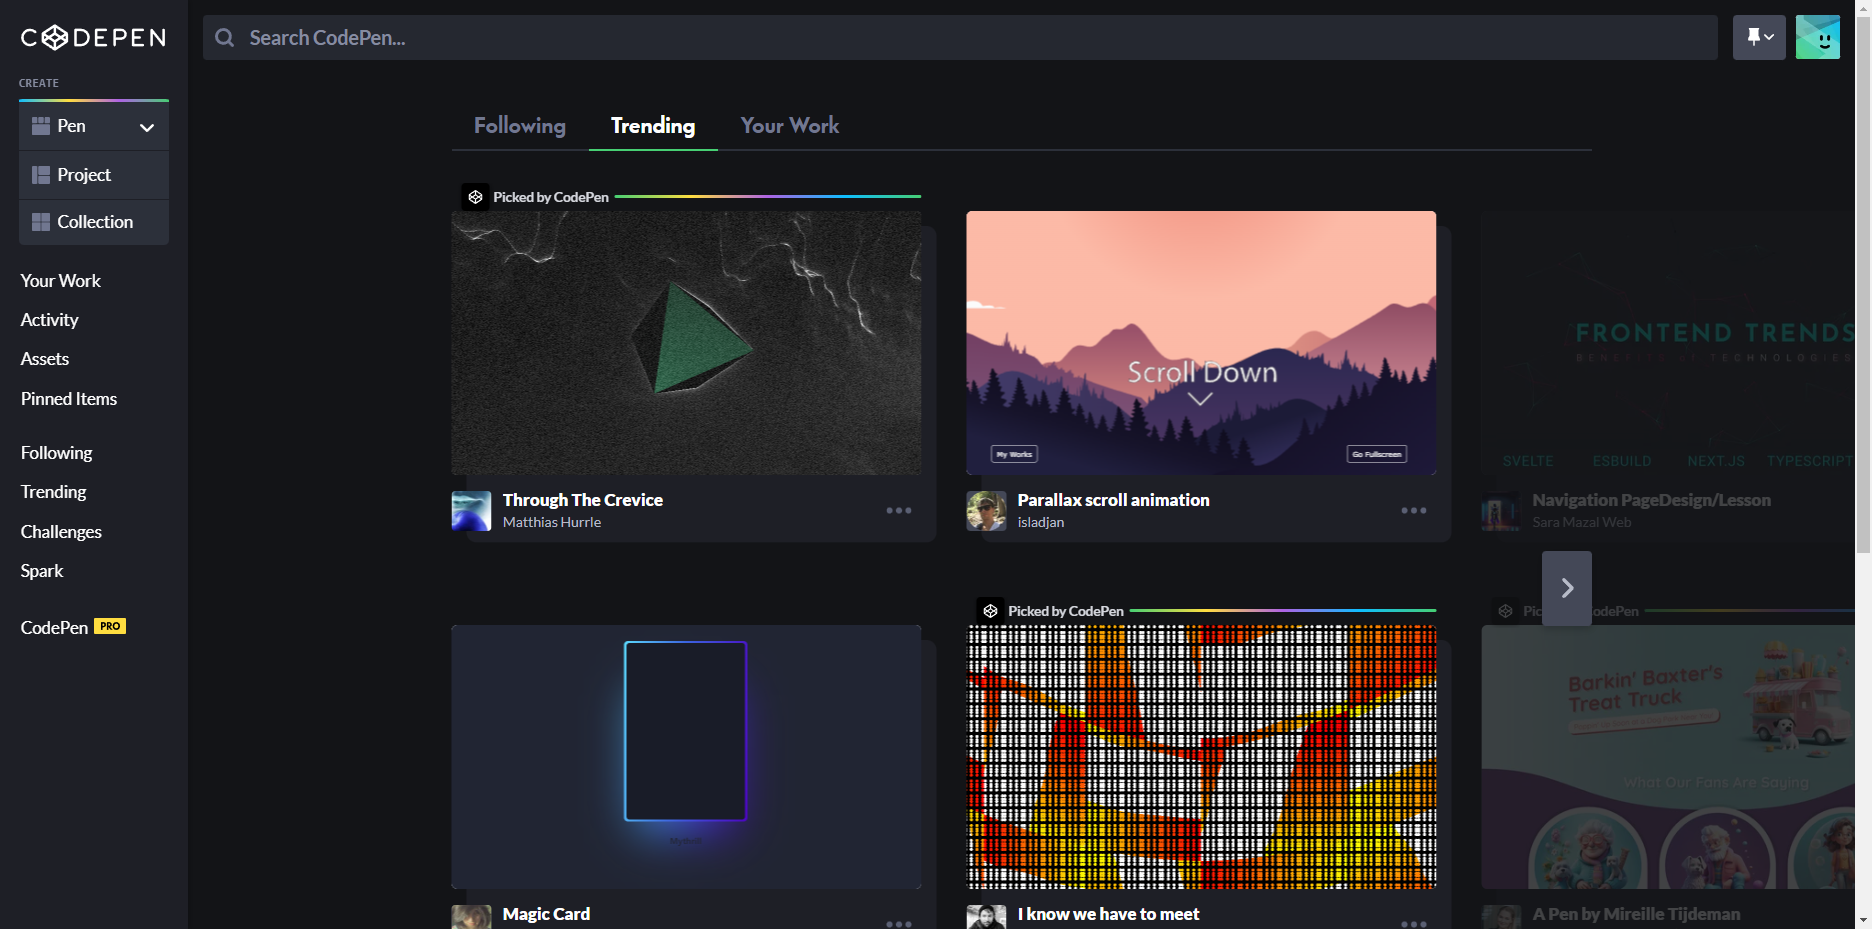 CODEPEN
Search CodePen...
CREATE
Pen
Project
Collection
Your Work
Activity
Assets
Pinned Items
Following
Trending
Challenges
Spark
CodePen PRO
Following
Trending
Your Work
Picked by CodePen
Through The Crevice
Matthias Hurrle
Scroll Down
My Works
Go Fullscreen
Parallax scroll animation
isladjan
FRONTEND TRENDS
BENEFITS OF TECHNOLOGIES
SVELTE ESBUILD NEXT.JS TYPESCRIPT
Navigation PageDesign/Lesson
Sara Mazal Web
Magic Card
Picked by CodePen
I know we have to meet
Barkin' Baxter's
Treat Truck
What Our Fans Are Saying
A Pen by Mireille Tijdeman